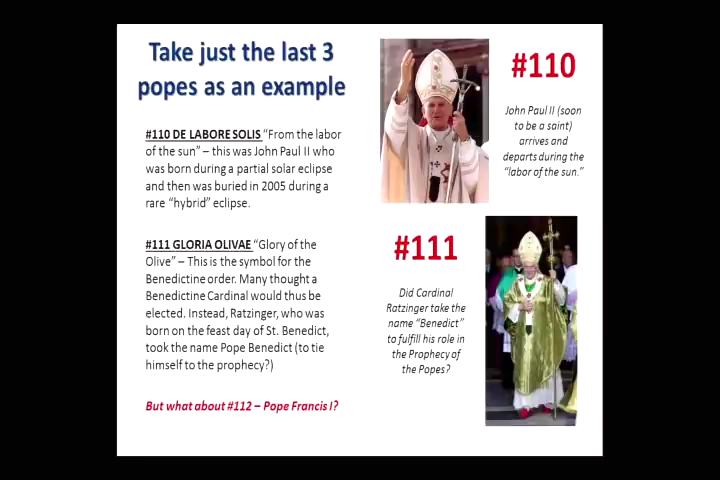 Take just the last 3
popes as an example
#110 DE LABORE SOLIS "From the labor
of the sun" – this was John Paul II who
was born during a partial solar eclipse
and then was buried in 2005 during a
rare "hybrid" eclipse.
#111 GLORIA OLIVAE "Glory of the
Olive" – This is the symbol for the
Benedictine order. Many thought a
Benedictine Cardinal would thus be
elected. Instead, Ratzinger, who was
born on the feast day of St. Benedict,
took the name Pope Benedict (to tie
himself to the prophecy?)
But what about #112 – Pope Francis I?
#110
John Paul II (soon
to be a saint)
arrives and
departs during the
"labor of the sun."
#111
Did Cardinal
Ratzinger take the
name "Benedict"
to fulfill his role in
the Prophecy of
the Popes?